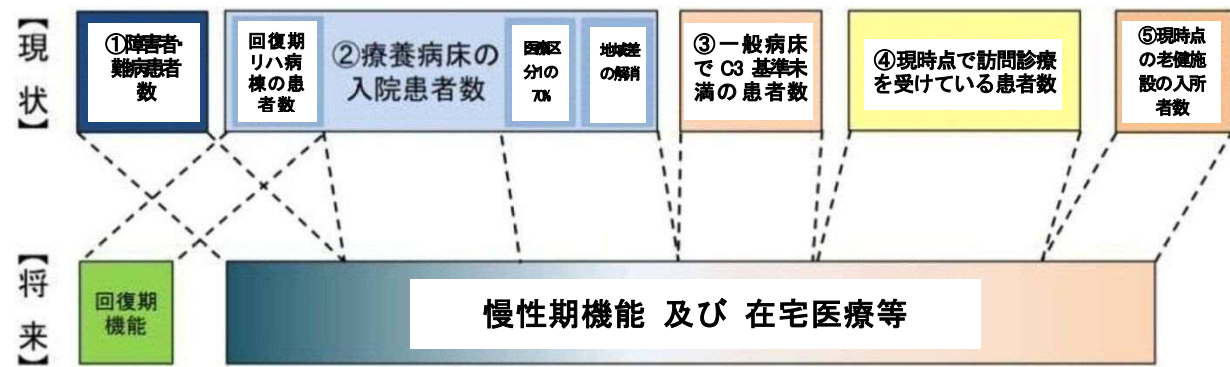 【現状】
①障害者・
難病患者
数
回復期
リハ病
棟の患
者数
②療養病床の
入院患者数
医療区
分1の
70%
地域差
の解消
③一般病床
で C3 基準未
満の患者数
④現時点で訪問診療
を受けている患者数
⑤現時点
の老健施
設の入所
者数
【将来】
回復期
機能
慢性期機能 及び 在宅医療等